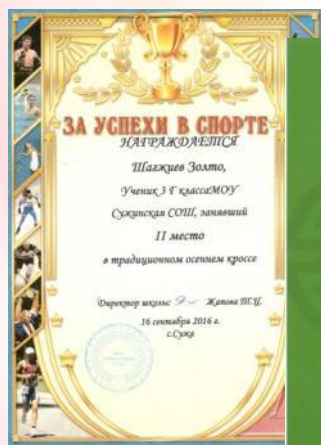 ЗА УСПЕХИ В СПОРТЕ
НАГРАЖДАЕТСЯ
Шагжиев Золто,
Ученик 3 Г классаМОУ
Сужинская СОШ, занявший
II место
в традиционном осеннем кроссе
Директор школы: Жапова Т.Ц.
16 сентября 2016 г.
с.Сужа